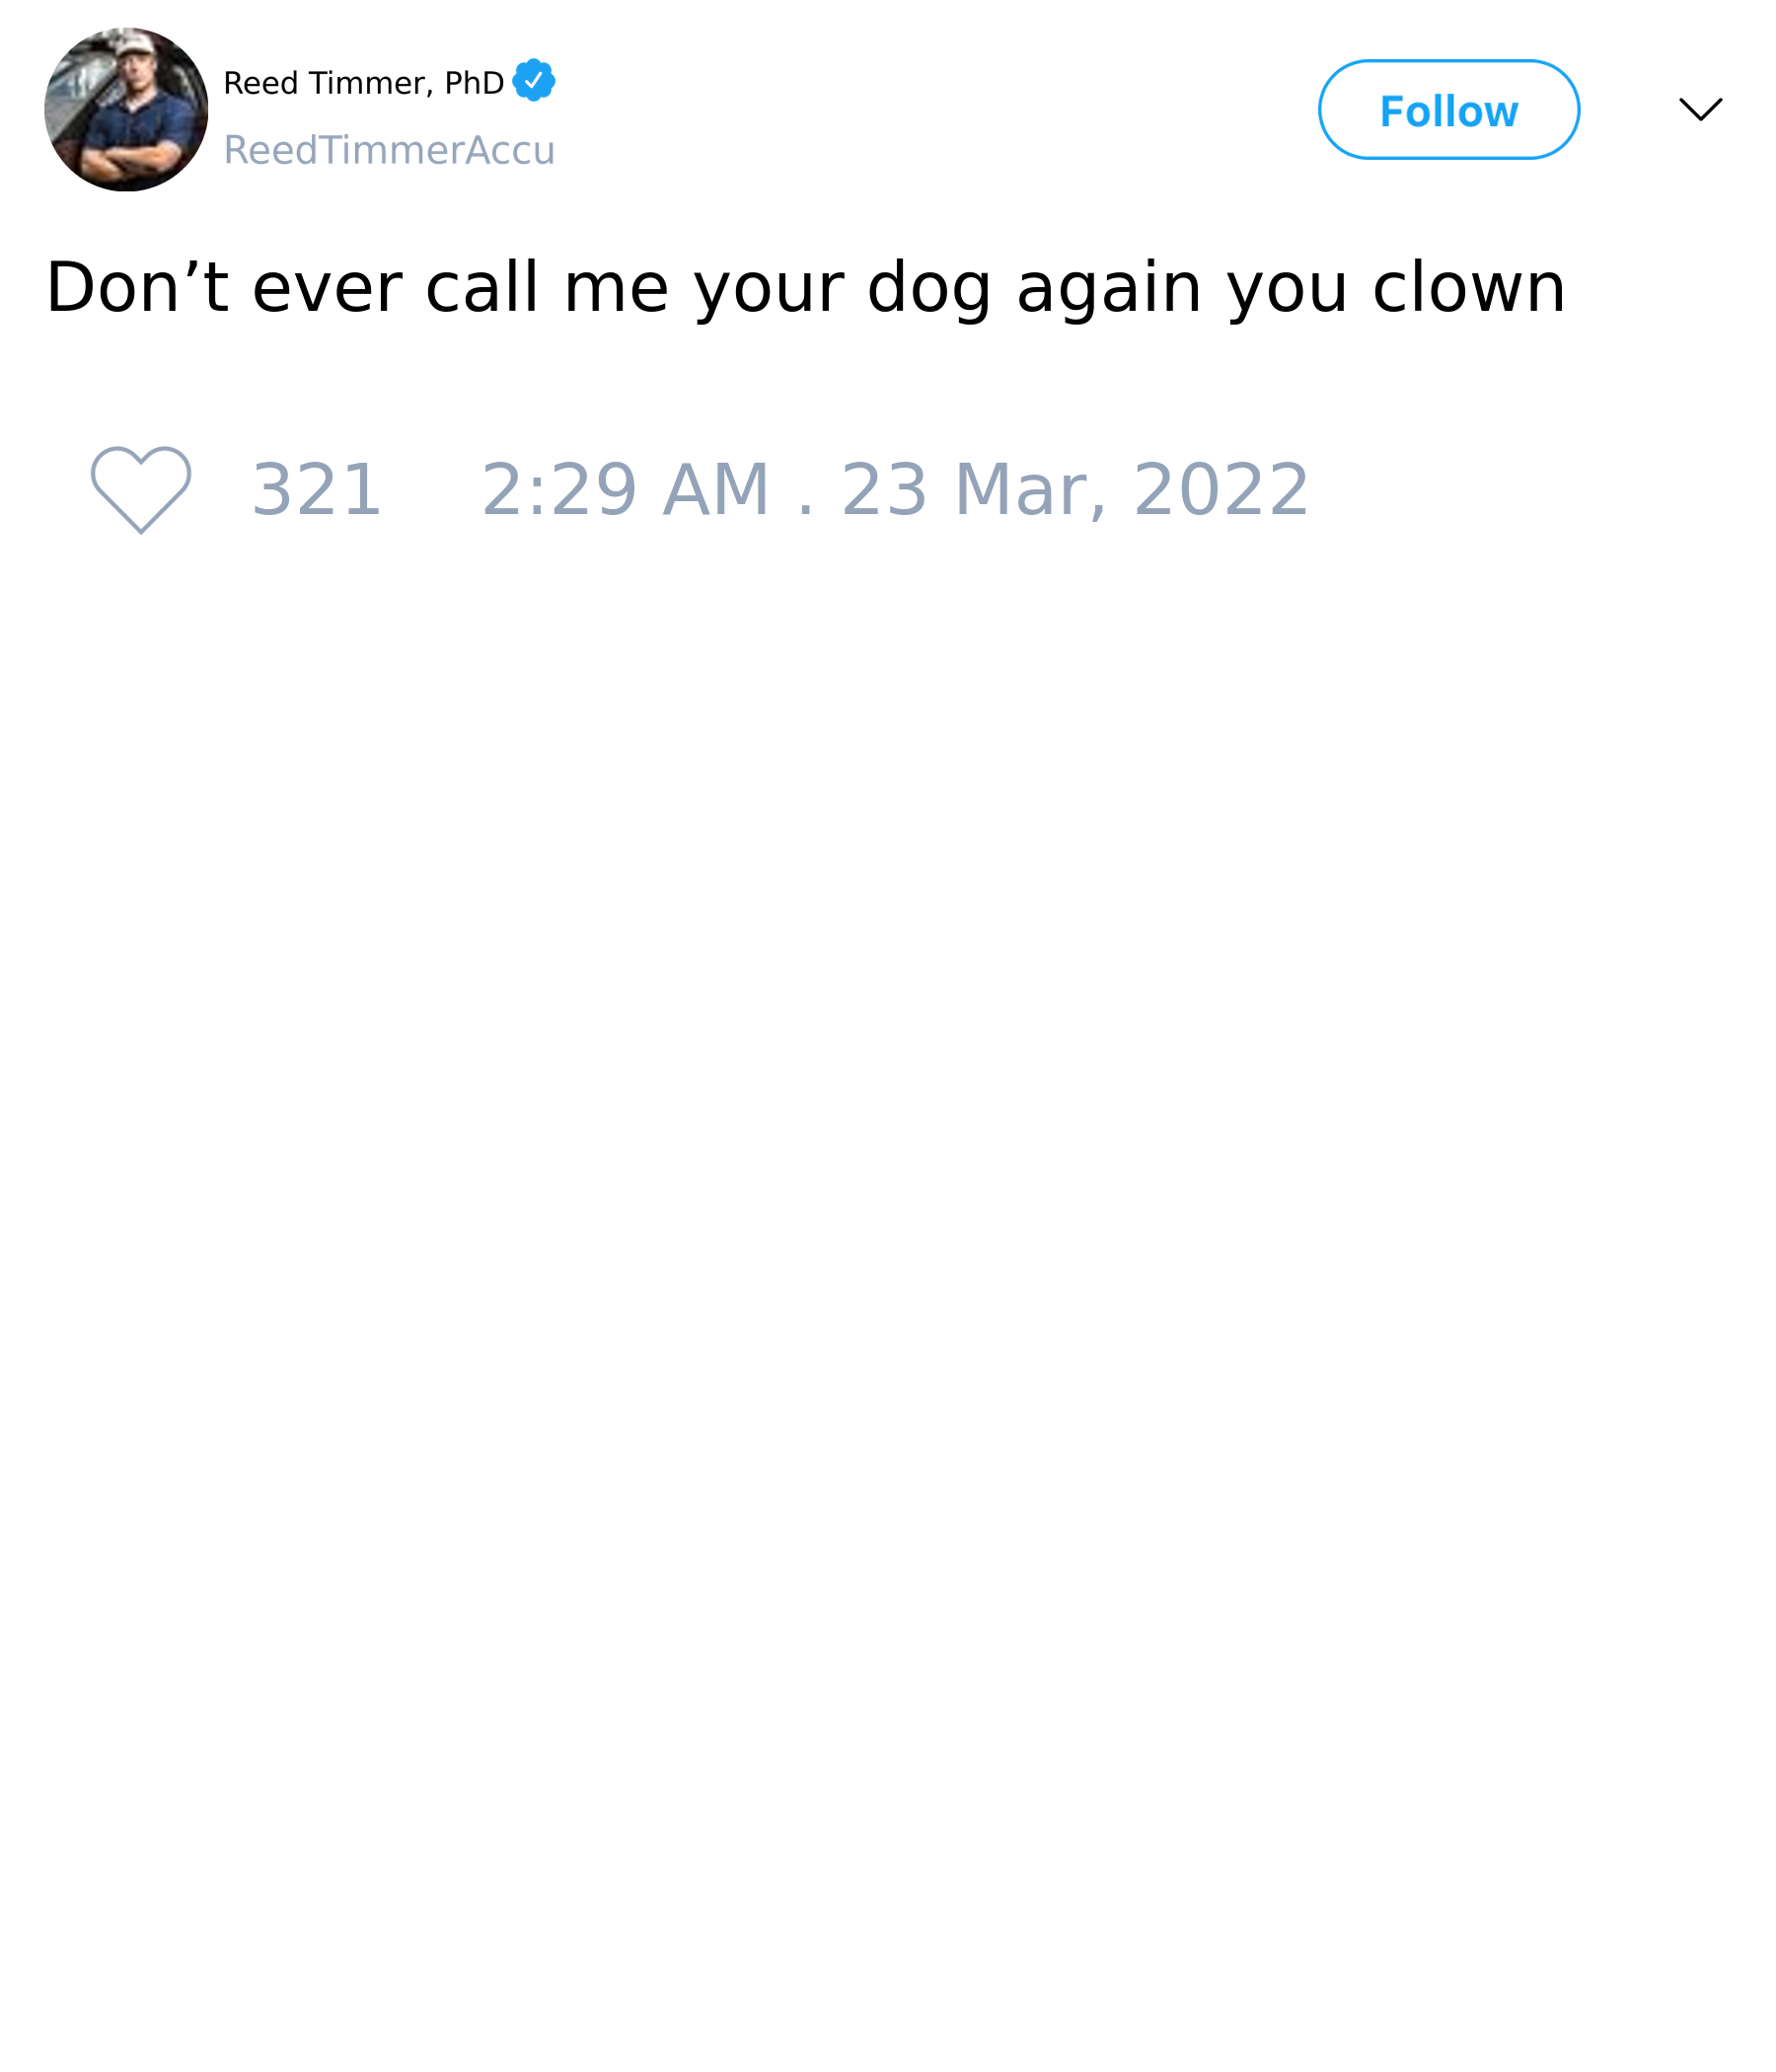 Reed Timmer, PhD
Follow
ReedTimmerAccu
Don’t ever call me your dog again you clown
321 2:29 AM . 23 Mar, 2022